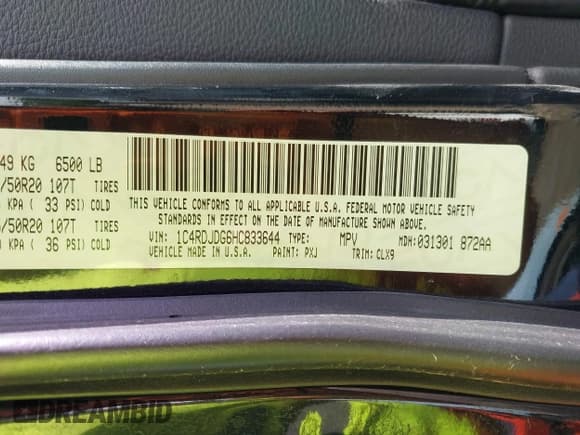 49 KG 6500 LB
/50R20 107T TIRES
KPA ( 33 PSI) COLD
/50R20 107T TIRES
KPA ( 36 PSI) COLD
THIS VEHICLE CONFORMS TO ALL APPLICABLE U.S.A. FEDERAL MOTOR VEHICLE SAFETY
STANDARDS IN EFFECT ON THE DATE OF MANUFACTURE SHOWN ABOVE.
VIN: 1C4RDJDG6HC833644 TYPE: MPV MDH:031301 872AA
VEHICLE MADE IN U.S.A. PAINT: PXJ TRIM: CLX9
DREAMBID